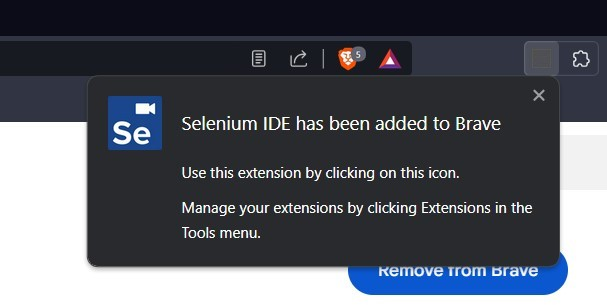 5
Se
Selenium IDE has been added to Brave
Use this extension by clicking on this icon.
Manage your extensions by clicking Extensions in the
Tools menu.
Remove from Brave